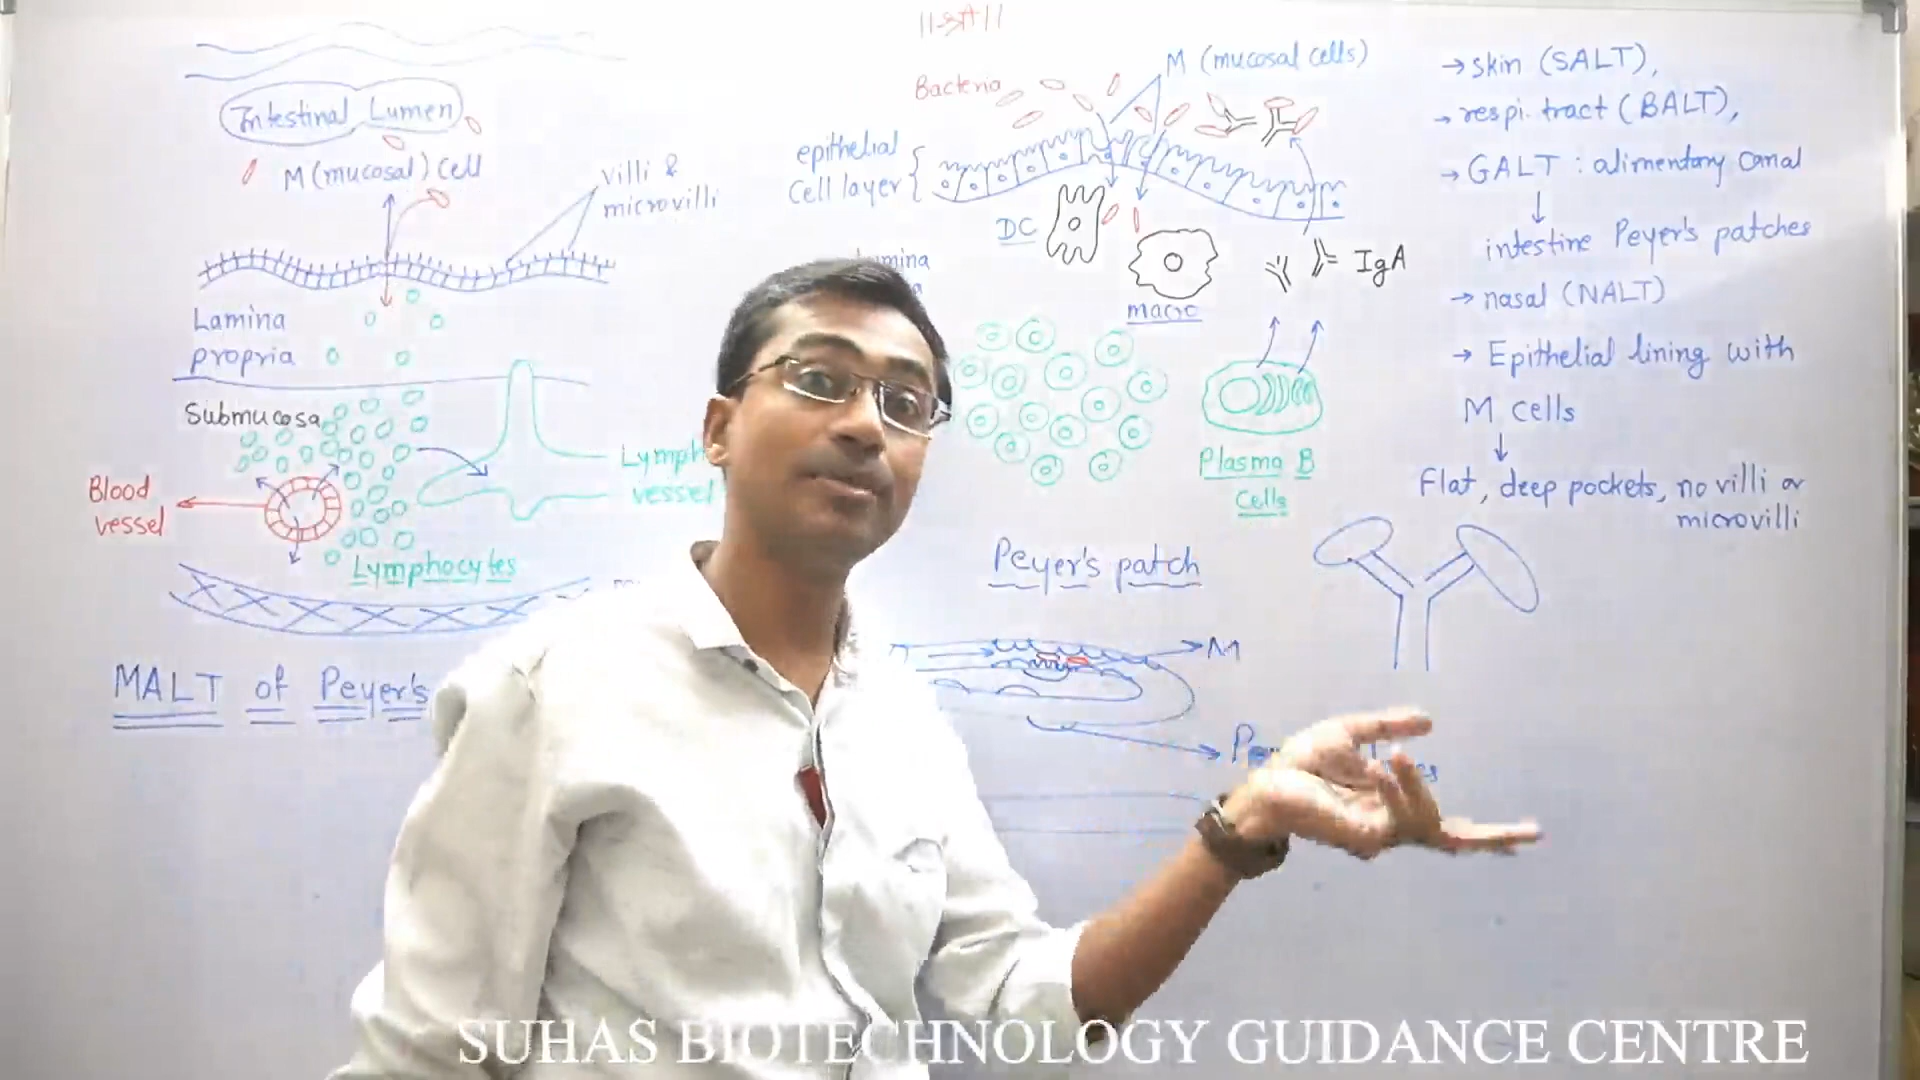 ||श्री||
Intestinal Lumen
M (mucosal) Cell
Villi &
microvilli
Lamina
propria
Submucosa
Blood
vessel
Lymphocytes
vessel
MALT of Peyer's
Bacteria
M (mucosal cells)
epithelial
Cell layer
DC
macro
IgA
Plasma B
Cells
Peyer's patch
M
→ skin (SALT),
→ respi. tract (BALT),
→ GALT : alimentary canal
↓
intestine Peyer's patches
→ nasal (NALT)
→ Epithelial lining with
M cells
↓
Flat, deep pockets, no villi or
microvilli
SUHAS BIOTECHNOLOGY GUIDANCE CENTRE